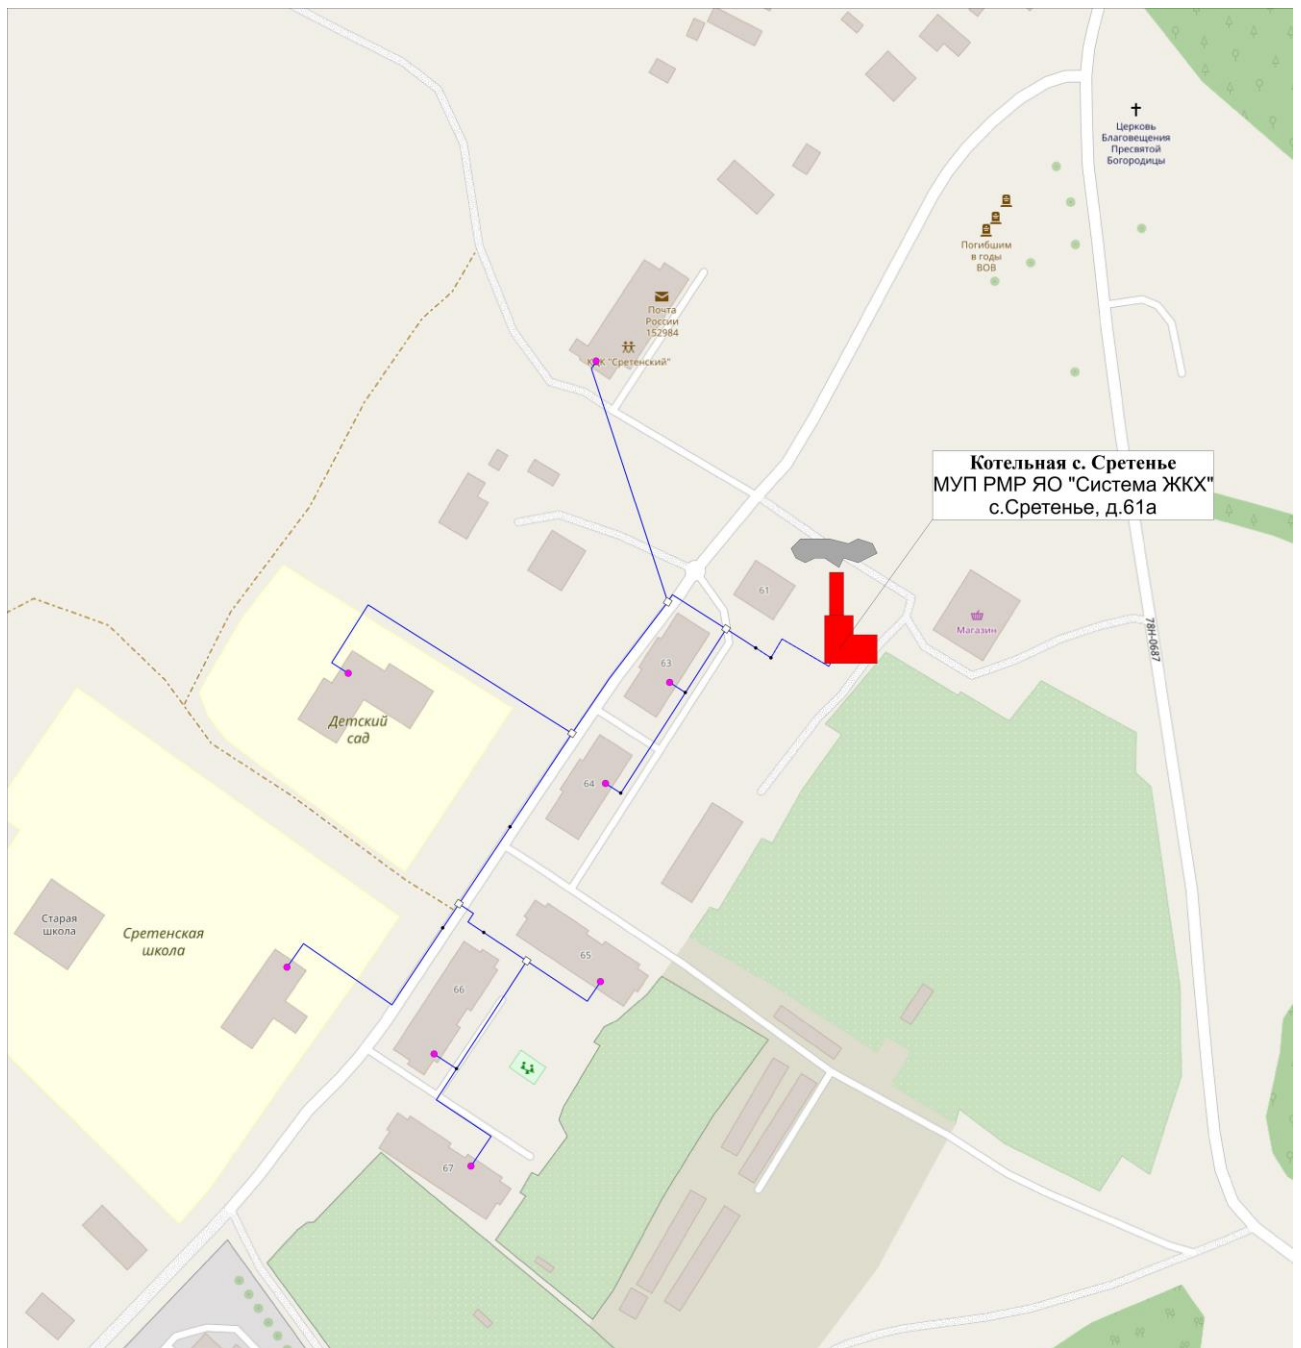 Церковь
Благовещения
Пресвятой
Богородицы
Погибшим
в годы
ВОВ
Почта
России
152984
"Сретенский"
Котельная с. Сретенье
МУП РМР ЯО "Система ЖКХ"
с.Сретенье, д.61а
61
Магазин
78Н-0687
63
Детский
сад
64
Старая
школа
Сретенская
школа
65
66
67